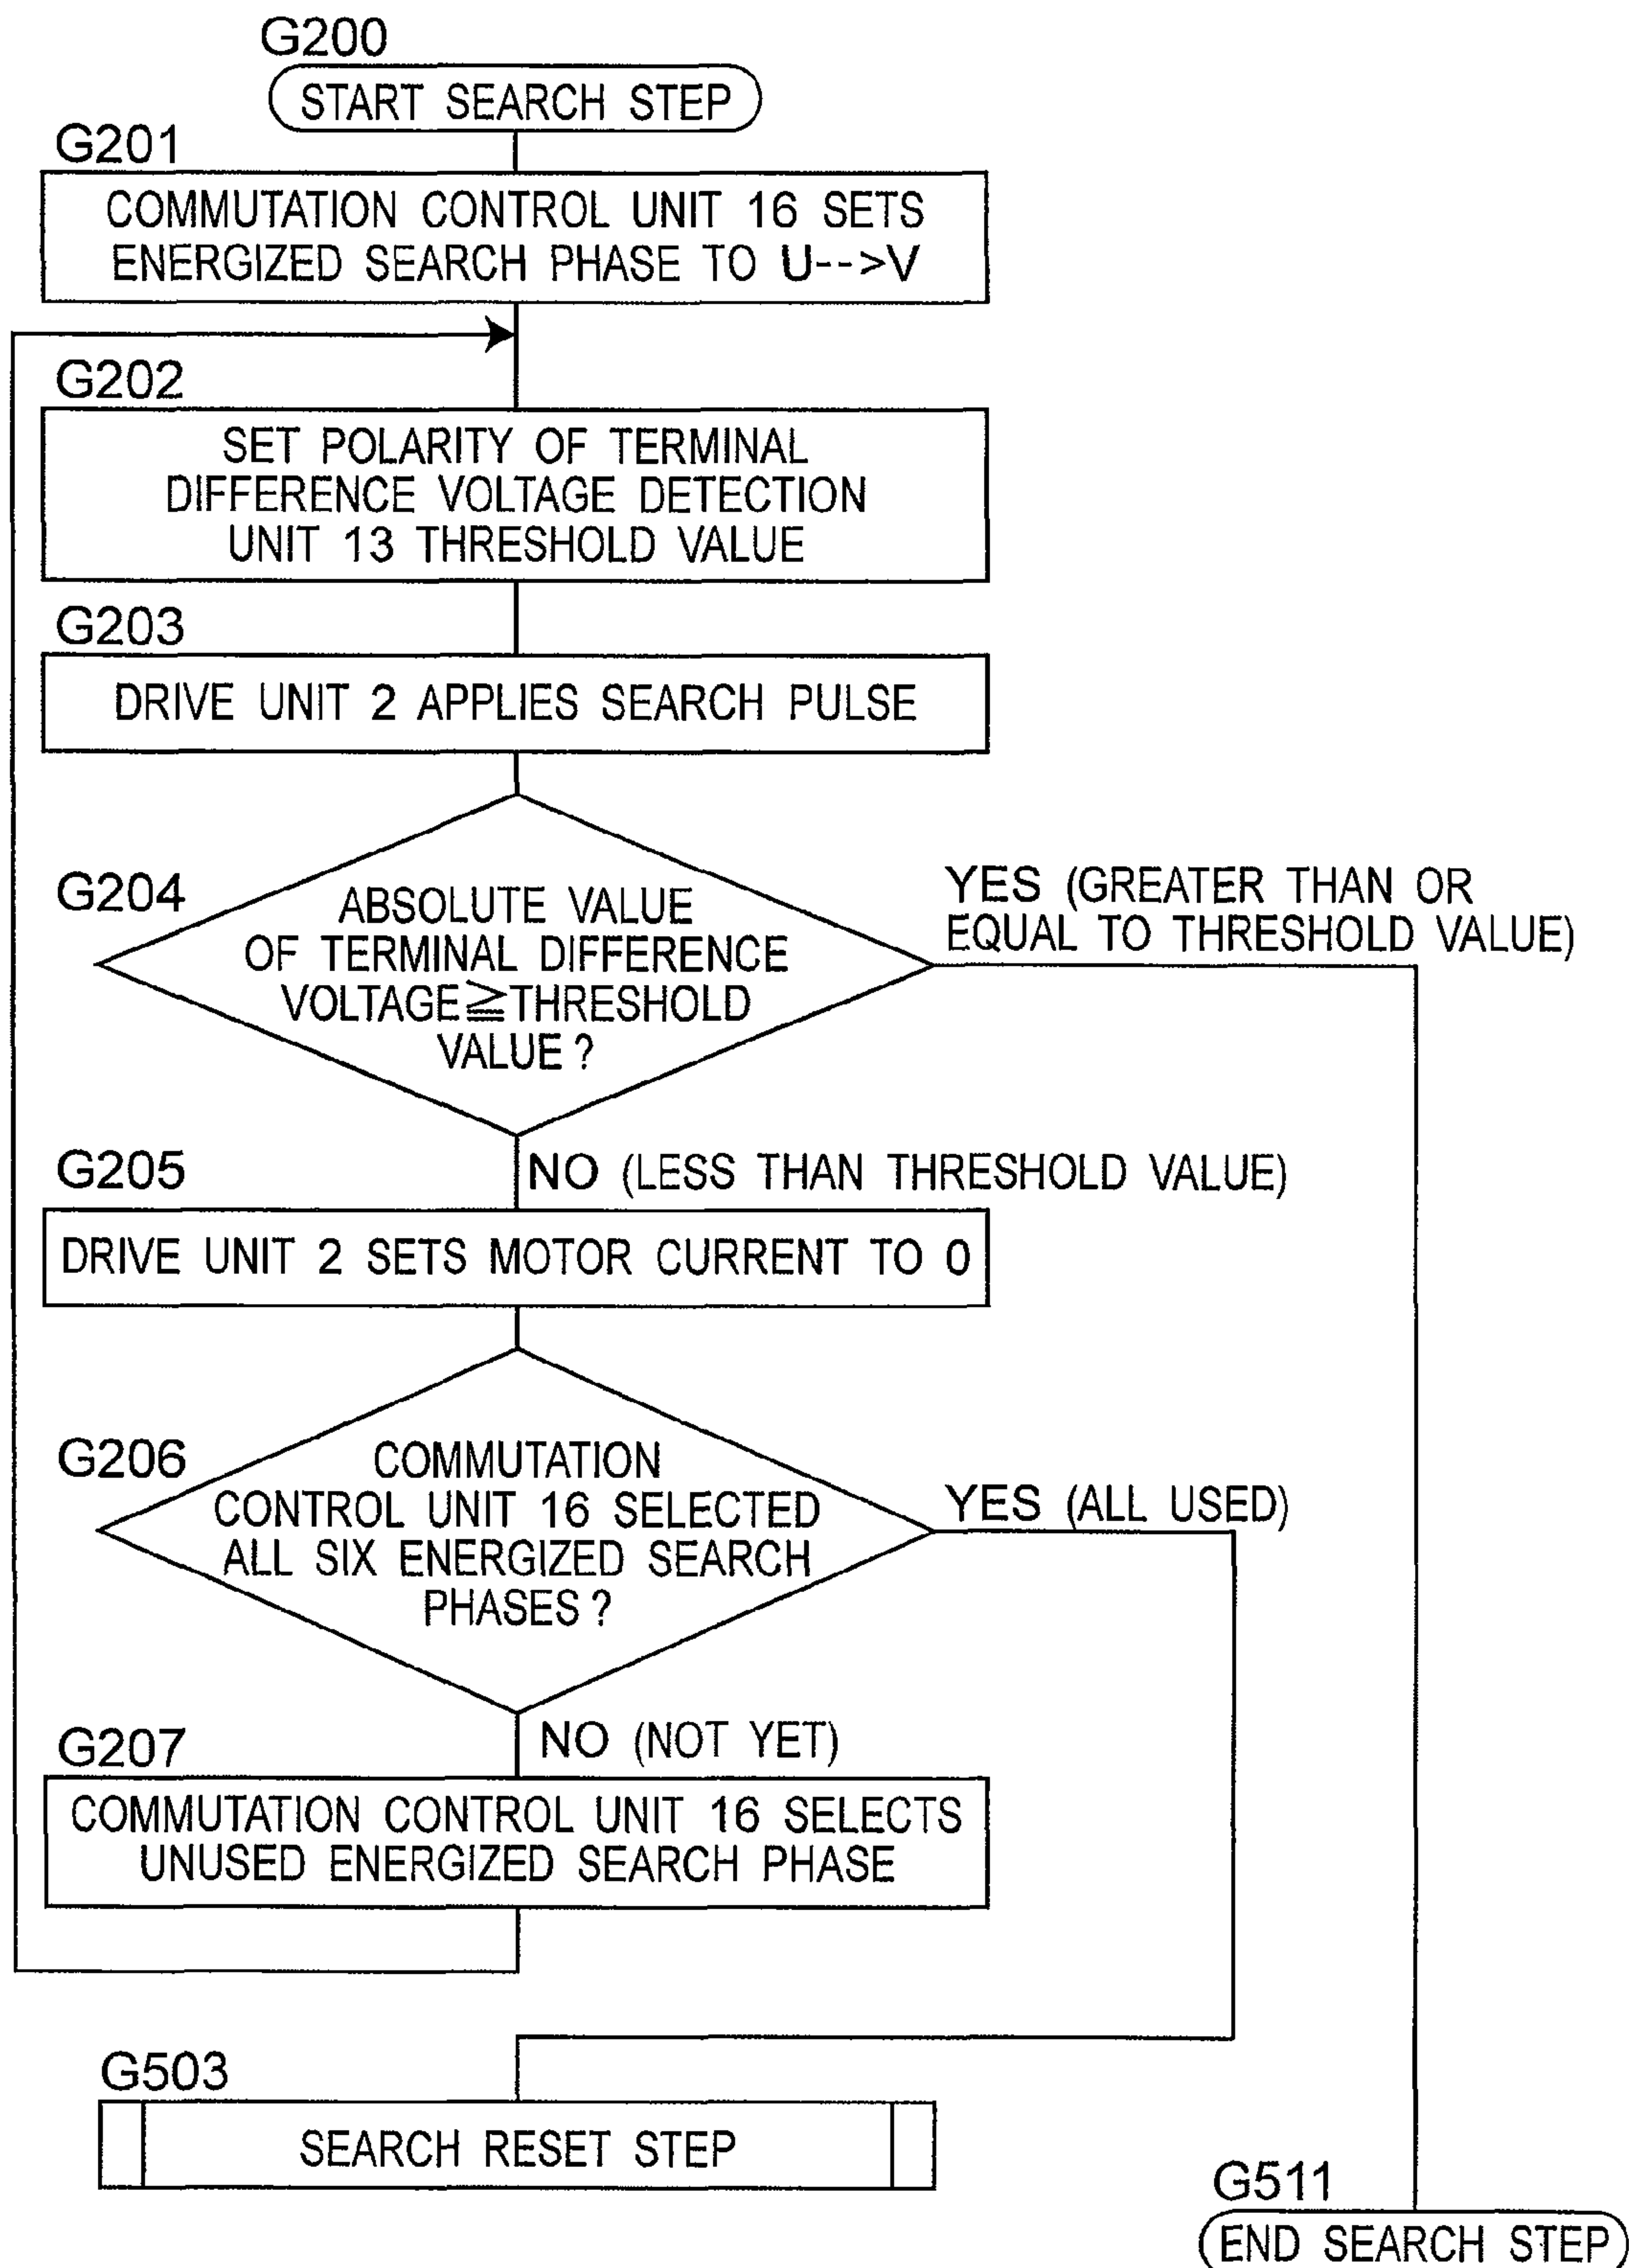 G200
START SEARCH STEP
G201
COMMUTATION CONTROL UNIT 16 SETS
ENERGIZED SEARCH PHASE TO U-->V
G202
SET POLARITY OF TERMINAL
DIFFERENCE VOLTAGE DETECTION
UNIT 13 THRESHOLD VALUE
G203
DRIVE UNIT 2 APPLIES SEARCH PULSE
G204
ABSOLUTE VALUE
OF TERMINAL DIFFERENCE
VOLTAGE≧THRESHOLD
VALUE?
YES (GREATER THAN OR
EQUAL TO THRESHOLD VALUE)
G205
NO (LESS THAN THRESHOLD VALUE)
DRIVE UNIT 2 SETS MOTOR CURRENT TO 0
G206
COMMUTATION
CONTROL UNIT 16 SELECTED
ALL SIX ENERGIZED SEARCH
PHASES?
YES (ALL USED)
G207
NO (NOT YET)
COMMUTATION CONTROL UNIT 16 SELECTS
UNUSED ENERGIZED SEARCH PHASE
G503
SEARCH RESET STEP
G511
END SEARCH STEP